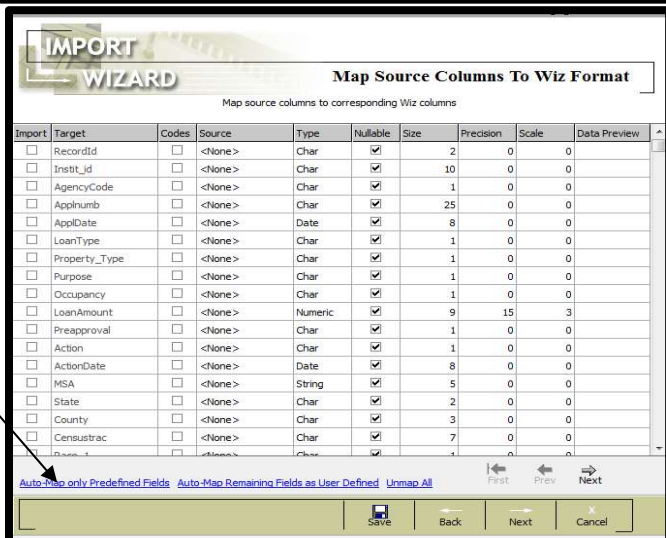 IMPORT
WIZARD
Map Source Columns To Wiz Format
Map source columns to corresponding Wiz columns
Import Target Codes Source Type Nullable Size Precision Scale Data Preview
RecordId <None> Char 2 0 0
Instit_id <None> Char 10 0 0
AgencyCode <None> Char 1 0 0
Applnumb <None> Char 25 0 0
ApplDate <None> Date 8 0 0
LoanType <None> Char 1 0 0
Property_Type <None> Char 1 0 0
Purpose <None> Char 1 0 0
Occupancy <None> Char 1 0 0
LoanAmount <None> Numeric 9 15 3
Preapproval <None> Char 1 0 0
Action <None> Char 1 0 0
ActionDate <None> Date 8 0 0
MSA <None> String 5 0 0
State <None> Char 2 0 0
County <None> Char 3 0 0
Censustrac <None> Char 7 0 0
Race_1 <None> Char 1 0 0
Auto-Map only Predefined Fields Auto-Map Remaining Fields as User Defined Unmap All First Prev Next
Save Back Next Cancel